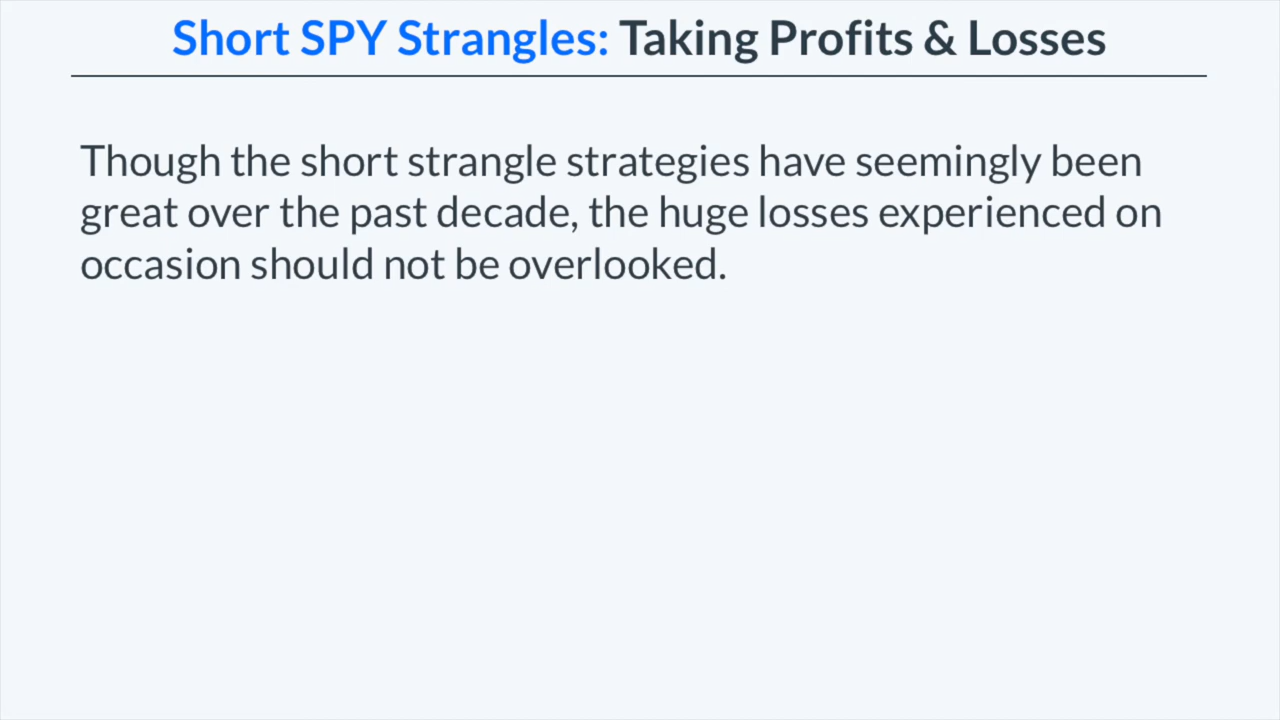 Short SPY Strangles: Taking Profits & Losses
Though the short strangle strategies have seemingly been
great over the past decade, the huge losses experienced on
occasion should not be overlooked.